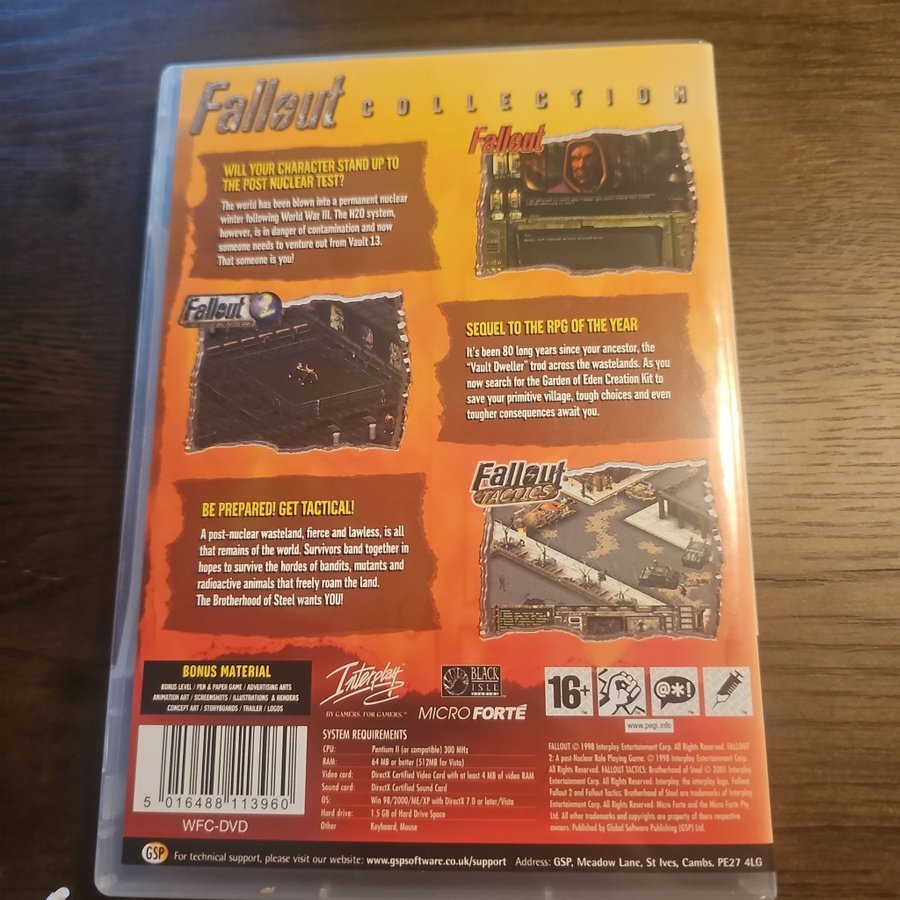 Fallout COLLECTION
WILL YOUR CHARACTER STAND UP TO
THE POST NUCLEAR TEST?
The world has been blown into a permanent nuclear
winter following World War III. The H2O system,
however, is in danger of contamination and now
someone needs to venture out from Vault 13.
That someone is you!
Fallout
Fallout 2
SEQUEL TO THE RPG OF THE YEAR
It's been 80 long years since your ancestor, the
"Vault Dweller" trod across the wastelands. As you
now search for the Garden of Eden Creation Kit to
save your primitive village, tough choices and even
tougher consequences await you.
BE PREPARED! GET TACTICAL!
A post-nuclear wasteland, fierce and lawless, is all
that remains of the world. Survivors band together in
hopes to survive the hordes of bandits, mutants and
radioactive animals that freely roam the land.
The Brotherhood of Steel wants YOU!
Fallout
TACTICS
BONUS MATERIAL
BONUS LEVEL / PEN & PAPER GAME / ADVERTISING ARTS
ANIMATION ART / SCREENSHOTS / ILLUSTRATIONS & RENDERS
CONCEPT ART / STORYBOARDS / TRAILER / LOGOS
5 016488 113960
WFC-DVD
Interplay™
BY GAMERS. FOR GAMERS.™
BLACK
ISLE
MICRO FORTÉ
16+
@*!
www.pegi.info
SYSTEM REQUIREMENTS
CPU: Pentium II (or compatible) 300 MHz
RAM: 64 MB or better (512MB for Vista)
Video card: DirectX Certified Video Card with at least 4 MB of video RAM
Sound card: DirectX Certified Sound Card
OS: Win 98/2000/ME/XP with DirectX 7.0 or later/Vista
Hard drive: 1.5 GB of Hard Drive Space
Other Keyboard, Mouse
FALLOUT © 1998 Interplay Entertainment Corp. All Rights Reserved. FALLOUT
2: A post-Nuclear Role Playing Game: © 1998 Interplay Entertainment Corp.
All Rights Reserved. FALLOUT TACTICS: Brotherhood of Steel © 2001 Interplay
Entertainment Corp. All Rights Reserved. Interplay, the Interplay logo, Fallout,
Fallout 2 and Fallout Tactics: Brotherhood of Steel are trademarks of Interplay
Entertainment Corp. All Rights Reserved. Micro Forte and the Micro Forte Pty
Ltd. All other trademarks and copyrights are property of these respective
owners. Published by Global Software Publishing (GSP) Ltd.
GSP For technical support, please visit our website: www.gspsoftware.co.uk/support Address: GSP, Meadow Lane, St Ives, Cambs. PE27 4LG